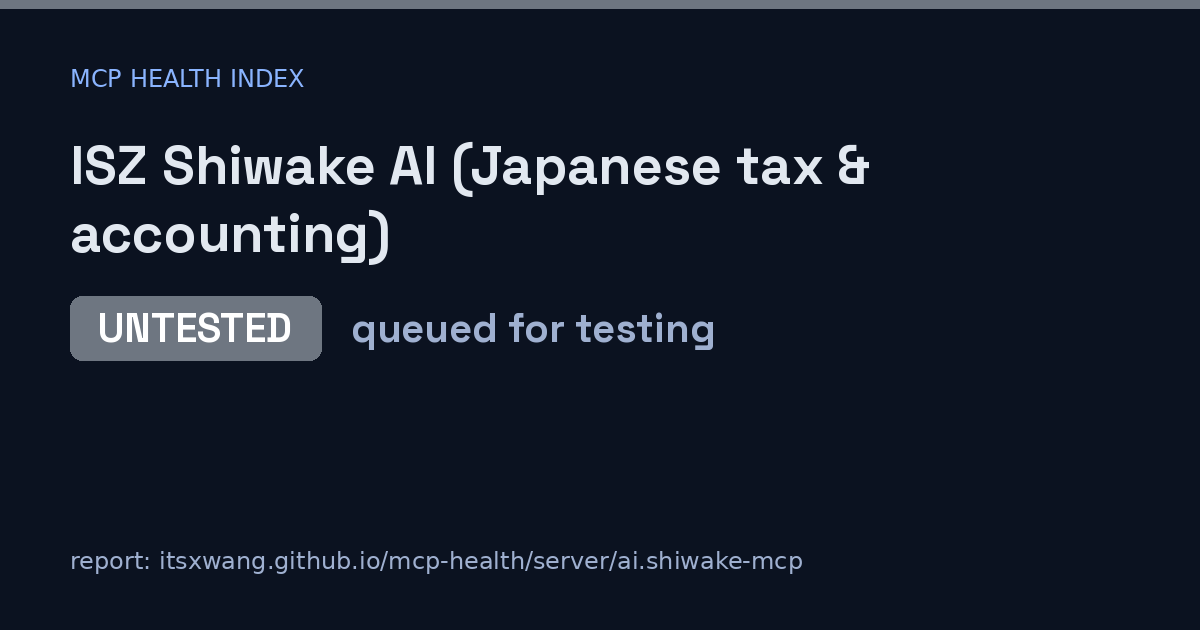 MCP HEALTH INDEX
ISZ Shiwake AI (Japanese tax &
accounting)
UNTESTED queued for testing
report: itsxwang.github.io/mcp-health/server/ai.shiwake-mcp